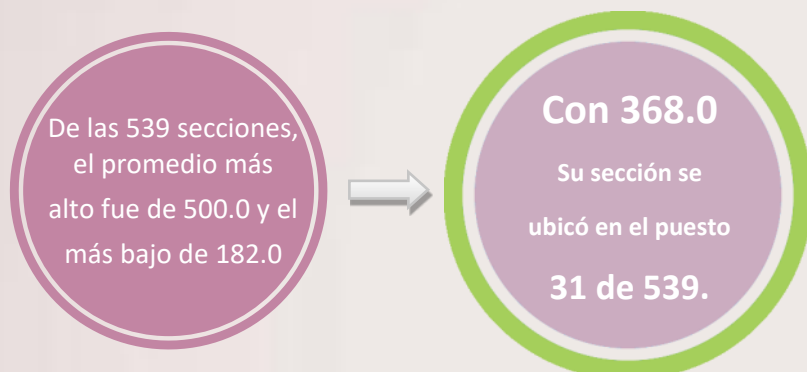 De las 539 secciones,
el promedio más
alto fue de 500.0 y el
más bajo de 182.0
Con 368.0
Su sección se
ubicó en el puesto
31 de 539.